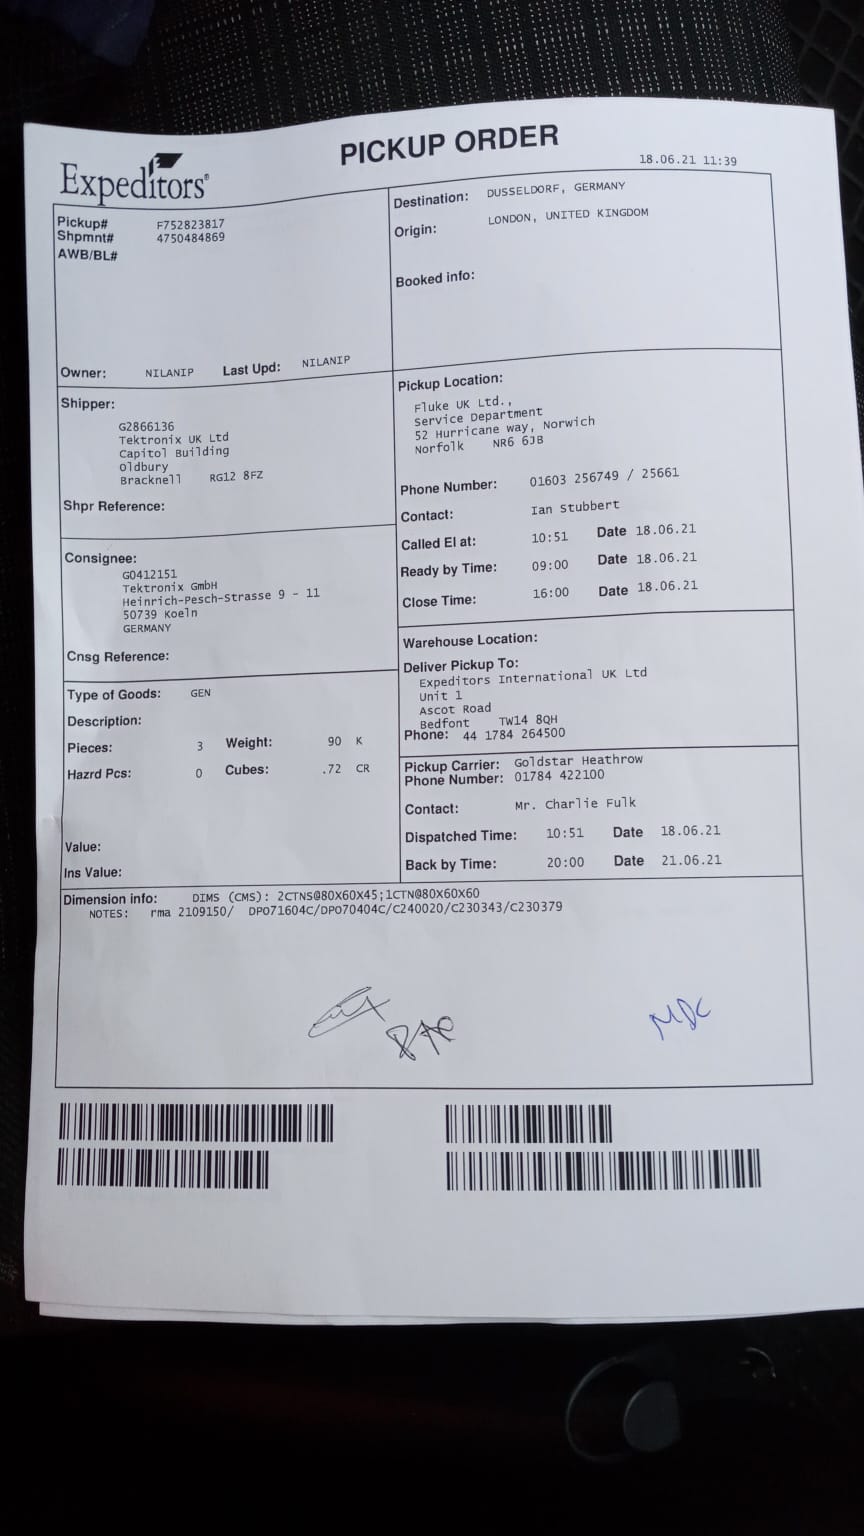 Expeditors
PICKUP ORDER
18.06.21 11:39
Pickup# F752823817
Shpmnt# 4750484869
AWB/BL#
Owner: NILANIP Last Upd: NILANIP
Destination: DUSSELDORF, GERMANY
Origin: LONDON, UNITED KINGDOM
Booked info:
Shipper:
G2866136
Tektronix UK Ltd
Capitol Building
Oldbury
Bracknell RG12 8FZ
Shpr Reference:
Pickup Location:
Fluke UK Ltd.,
Service Department
52 Hurricane way, Norwich
Norfolk NR6 6JB
Phone Number: 01603 256749 / 25661
Contact: Ian Stubbert
Called EI at: 10:51 Date 18.06.21
Ready by Time: 09:00 Date 18.06.21
Close Time: 16:00 Date 18.06.21
Consignee:
G0412151
Tektronix GmbH
Heinrich-Pesch-Strasse 9 - 11
50739 Koeln
GERMANY
Cnsg Reference:
Warehouse Location:
Deliver Pickup To:
Expeditors International UK Ltd
Unit 1
Ascot Road
Bedfont TW14 8QH
Phone: 44 1784 264500
Type of Goods: GEN
Description:
Pieces: 3 Weight: 90 K
Hazrd Pcs: 0 Cubes: .72 CR
Value:
Ins Value:
Pickup Carrier: Goldstar Heathrow
Phone Number: 01784 422100
Contact: Mr. Charlie Fulk
Dispatched Time: 10:51 Date 18.06.21
Back by Time: 20:00 Date 21.06.21
Dimension info: DIMS (CMS): 2CTNS@80X60X45;1CTN@80X60X60
NOTES: rma 2109150/ DPO71604C/DPO70404C/C240020/C230343/C230379